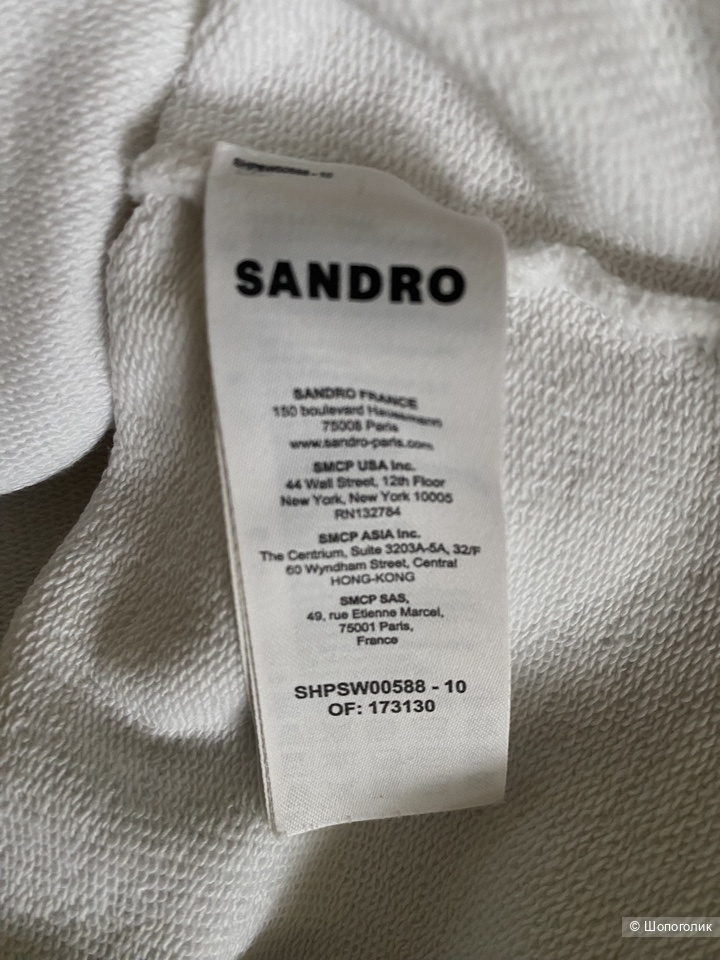 SHPSW00588 - 10
SANDRO
SANDRO FRANCE
150 boulevard Haussmann
75008 Paris
www.sandro-paris.com
SMCP USA Inc.
44 Wall Street, 12th Floor
New York, New York 10005
RN132784
SMCP ASIA Inc.
The Centrium, Suite 3203A-5A, 32/F
60 Wyndham Street, Central
HONG-KONG
SMCP SAS,
49, rue Etienne Marcel,
75001 Paris,
France
SHPSW00588 - 10
OF: 173130
© Шопоголик